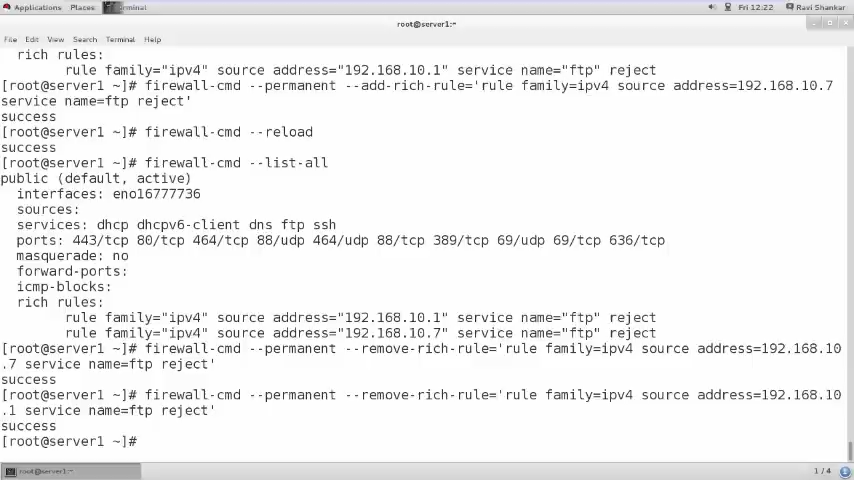 Applications Places Terminal Fri 12:22 Ravi Shankar
root@server1:~
File Edit View Search Terminal Help
rich rules:
rule family="ipv4" source address="192.168.10.1" service name="ftp" reject
[root@server1 ~]# firewall-cmd --permanent --add-rich-rule='rule family=ipv4 source address=192.168.10.7
service name=ftp reject'
success
[root@server1 ~]# firewall-cmd --reload
success
[root@server1 ~]# firewall-cmd --list-all
public (default, active)
interfaces: eno16777736
sources:
services: dhcp dhcpv6-client dns ftp ssh
ports: 443/tcp 80/tcp 464/tcp 88/udp 464/udp 88/tcp 389/tcp 69/udp 69/tcp 636/tcp
masquerade: no
forward-ports:
icmp-blocks:
rich rules:
rule family="ipv4" source address="192.168.10.1" service name="ftp" reject
rule family="ipv4" source address="192.168.10.7" service name="ftp" reject
[root@server1 ~]# firewall-cmd --permanent --remove-rich-rule='rule family=ipv4 source address=192.168.10
.7 service name=ftp reject'
success
[root@server1 ~]# firewall-cmd --permanent --remove-rich-rule='rule family=ipv4 source address=192.168.10
.1 service name=ftp reject'
success
[root@server1 ~]#
root@server1:~ 1 / 4